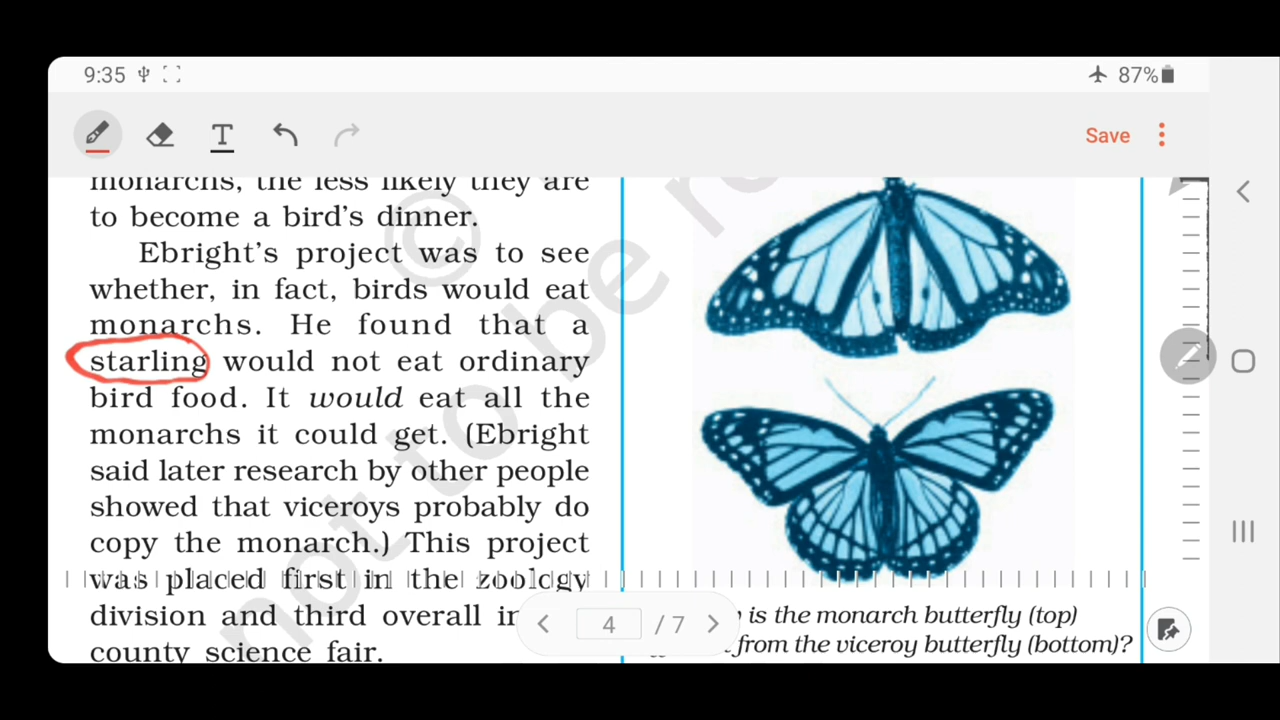 9:35
87%
T
Save
monarchs, the less likely they are
to become a bird's dinner.
Ebright's project was to see
whether, in fact, birds would eat
monarchs. He found that a
starling would not eat ordinary
bird food. It would eat all the
monarchs it could get. (Ebright
said later research by other people
showed that viceroys probably do
copy the monarch.) This project
was placed first in the zoology
division and third overall in
county science fair.
is the monarch butterfly (top)
from the viceroy butterfly (bottom)?
4 / 7
©
not to be re